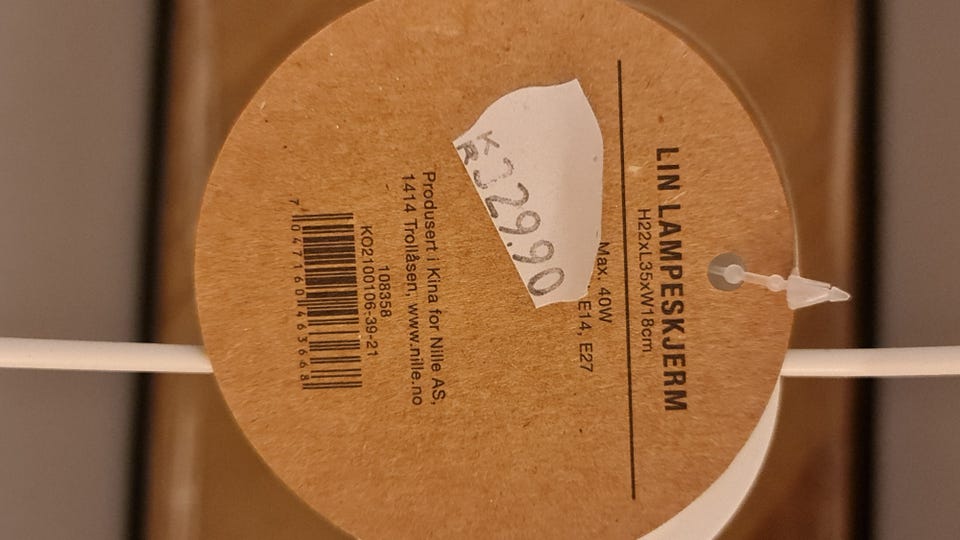 LIN LAMPESKJERM
H22xL35xW18cm
Max. 40W
E14, E27
KR 329.90
Produsert i Kina for Nille AS,
1414 Trollåsen, www.nille.no
108358
KO2100106-39-21
7 047160 463668